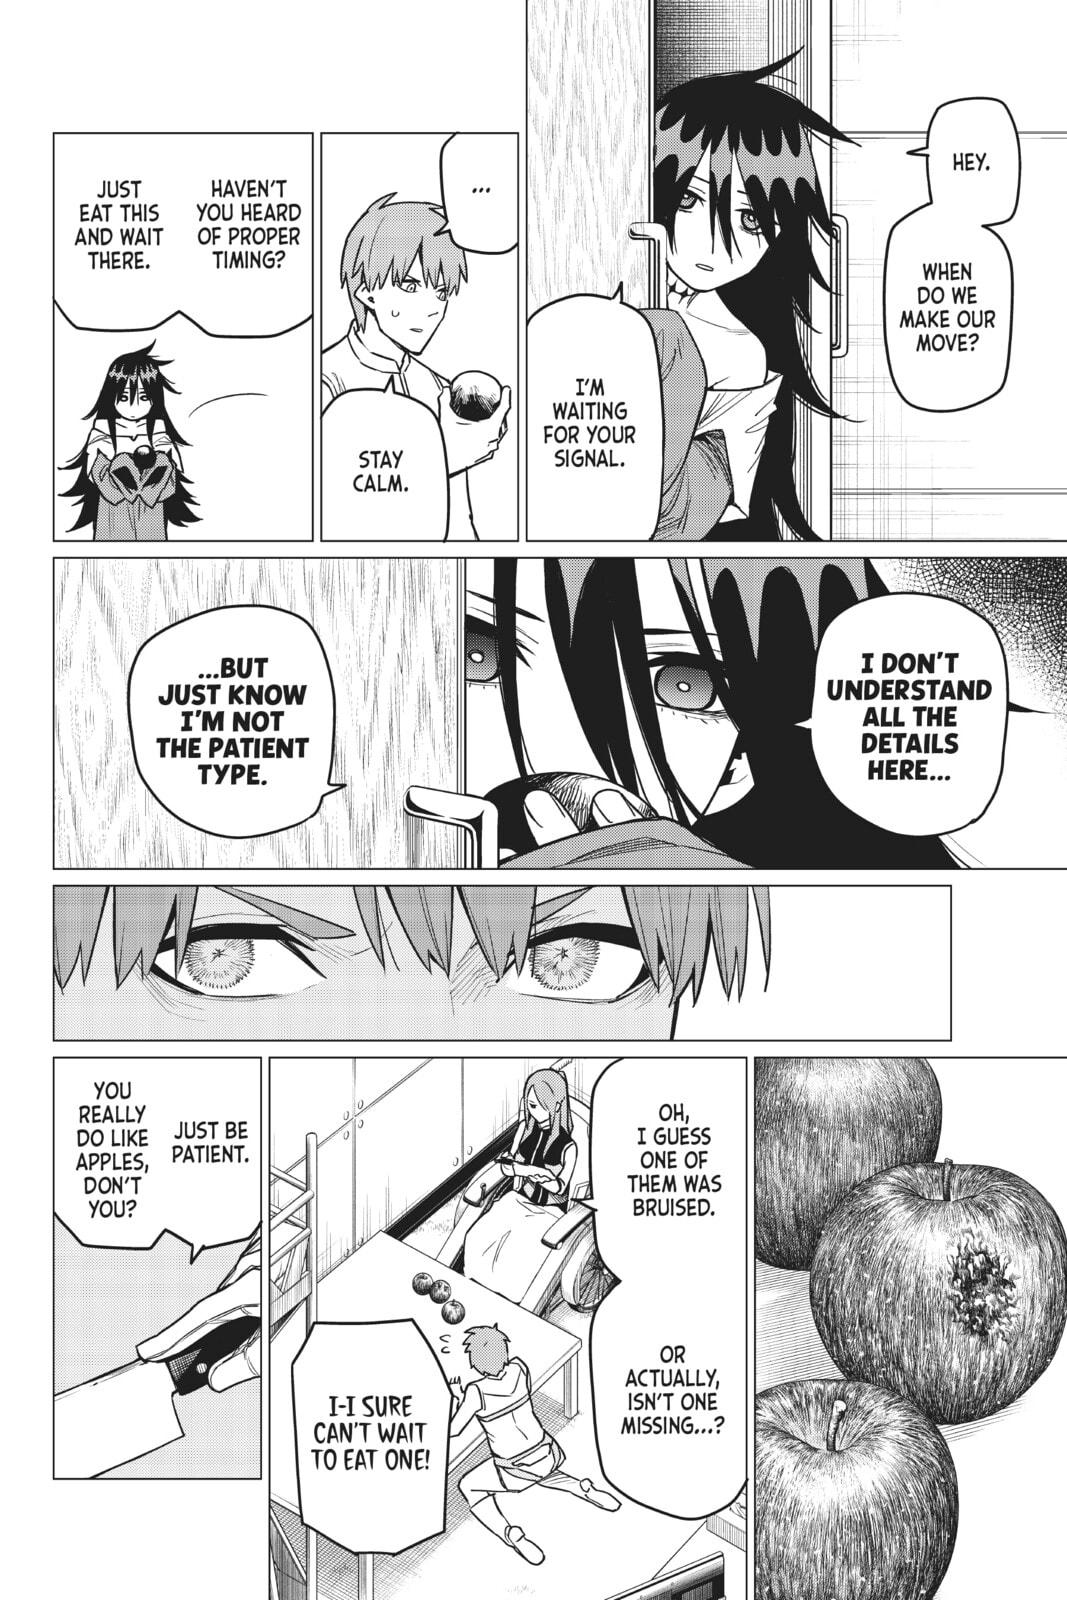 HEY.
WHEN
DO WE
MAKE OUR
MOVE?
I'M
WAITING
FOR YOUR
SIGNAL.
...
STAY
CALM.
HAVEN'T
YOU HEARD
OF PROPER
TIMING?
JUST
EAT THIS
AND WAIT
THERE.
I DON'T
UNDERSTAND
ALL THE
DETAILS
HERE...
...BUT
JUST KNOW
I'M NOT
THE PATIENT
TYPE.
OH,
I GUESS
ONE OF
THEM WAS
BRUISED.
OR
ACTUALLY,
ISN'T ONE
MISSING...?
I-I SURE
CAN'T WAIT
TO EAT ONE!
JUST BE
PATIENT.
YOU
REALLY
DO LIKE
APPLES,
DON'T
YOU?